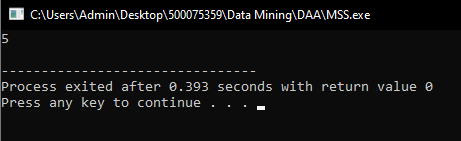 C:\Users\Admin\Desktop\500075359\Data Mining\DAA\MSS.exe
5
--------------------------------
Process exited after 0.393 seconds with return value 0
Press any key to continue . . .